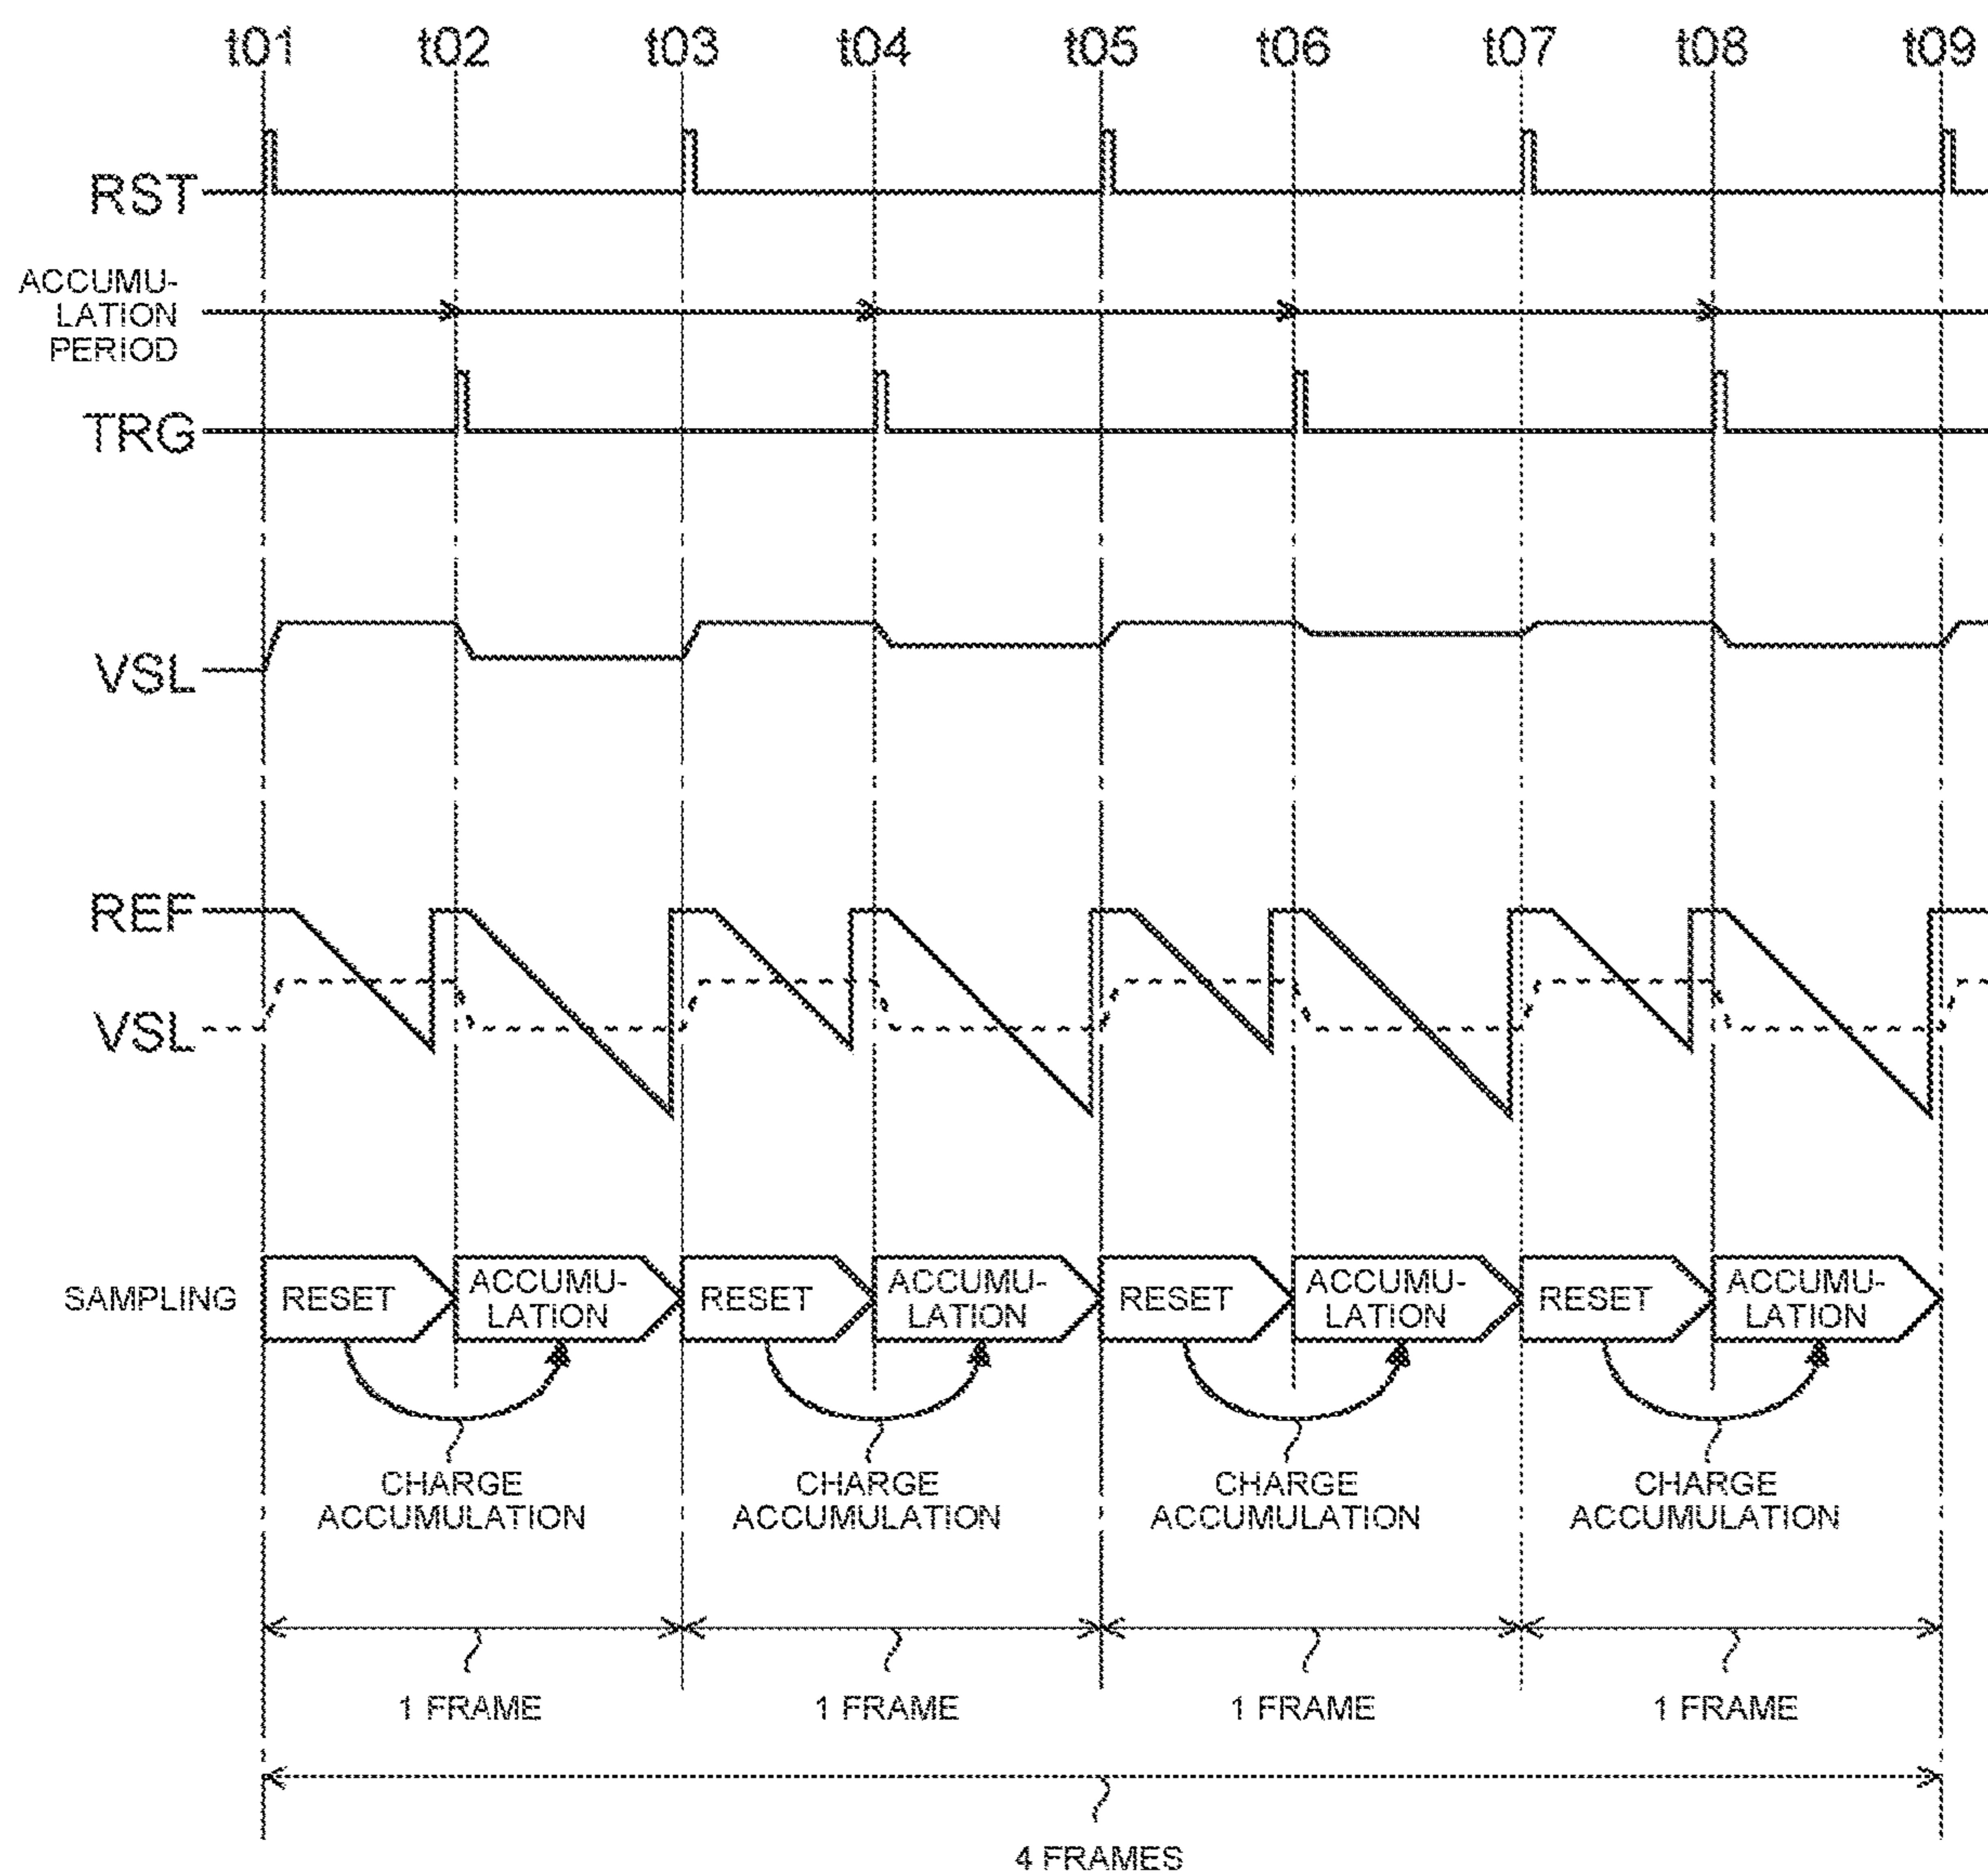 t01 t02 t03 t04 t05 t06 t07 t08 t09
RST
ACCUMU-
LATION
PERIOD
TRG
VSL
REF
VSL
SAMPLING
RESET
ACCUMU-
LATION
RESET
ACCUMU-
LATION
RESET
ACCUMU-
LATION
RESET
ACCUMU-
LATION
CHARGE
ACCUMULATION
CHARGE
ACCUMULATION
CHARGE
ACCUMULATION
CHARGE
ACCUMULATION
1 FRAME
1 FRAME
1 FRAME
1 FRAME
4 FRAMES